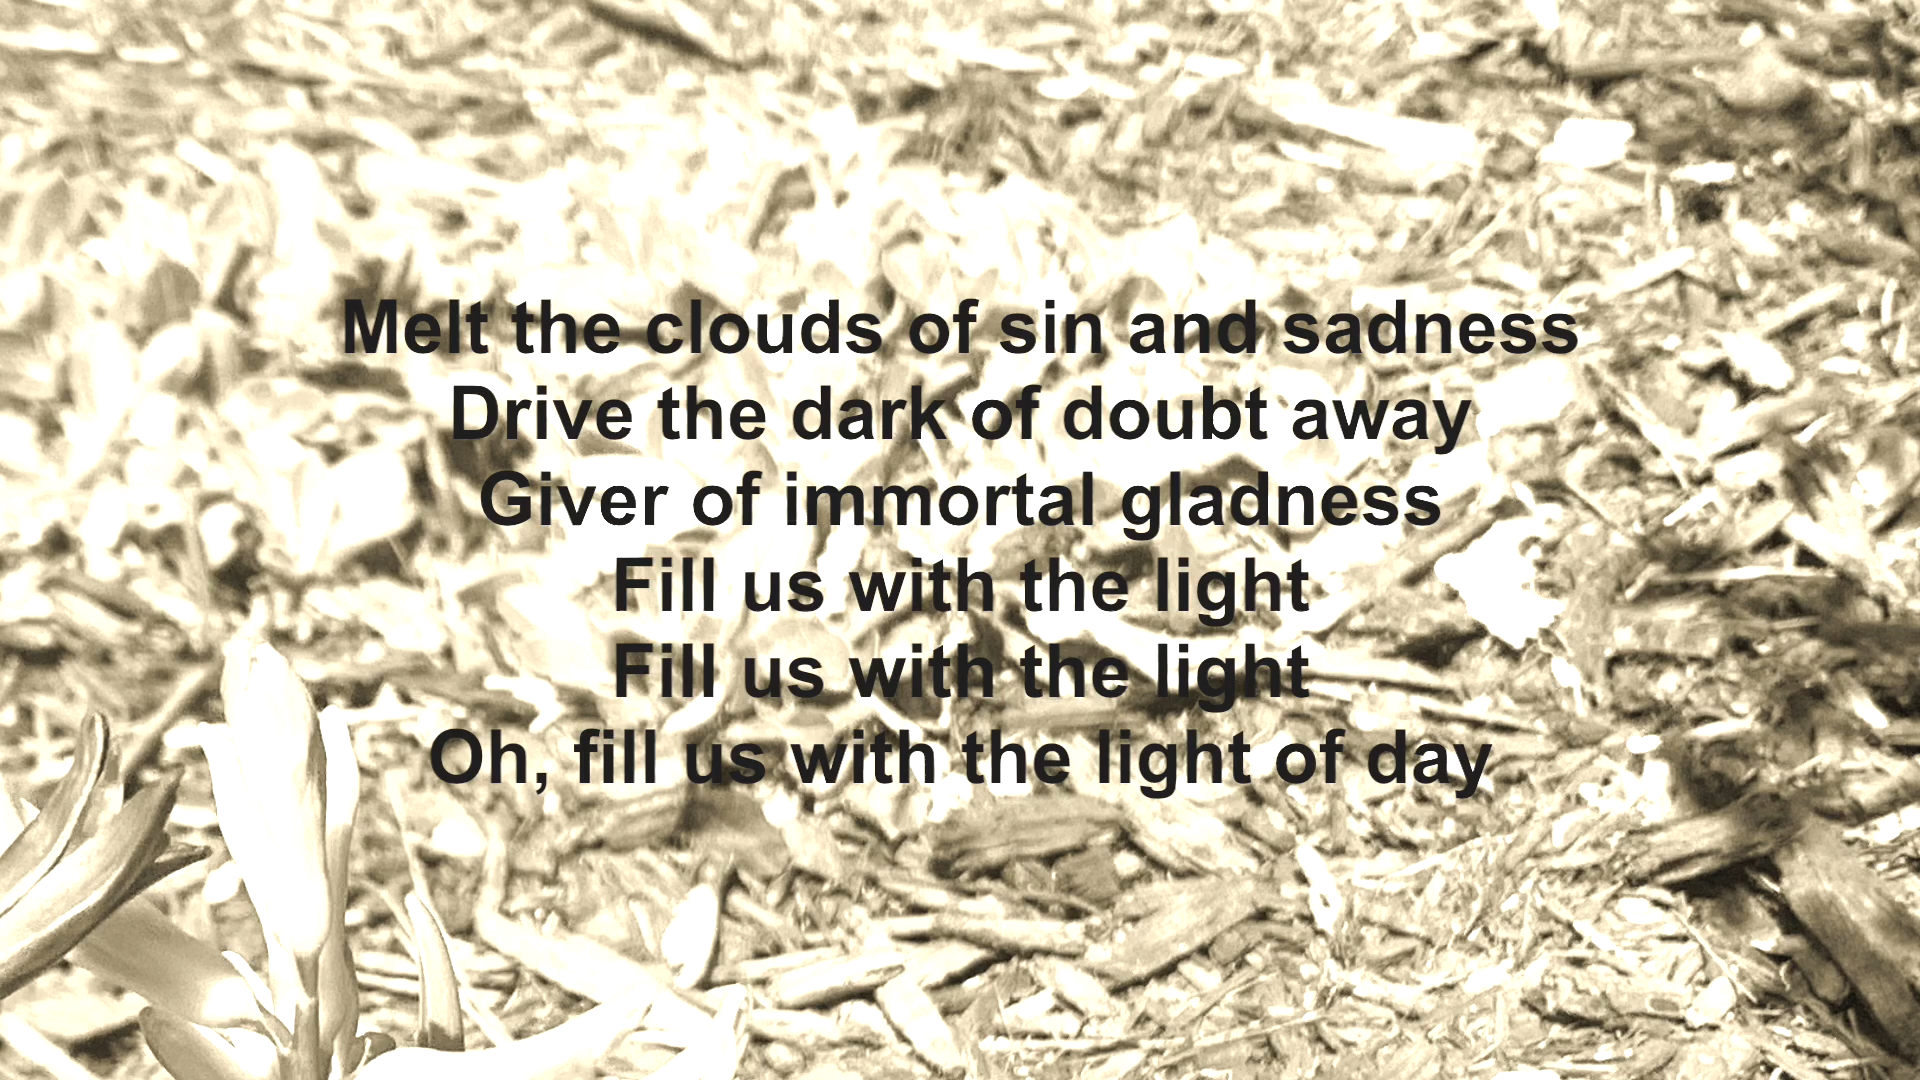 Melt the clouds of sin and sadness
Drive the dark of doubt away
Giver of immortal gladness
Fill us with the light
Fill us with the light
Oh, fill us with the light of day